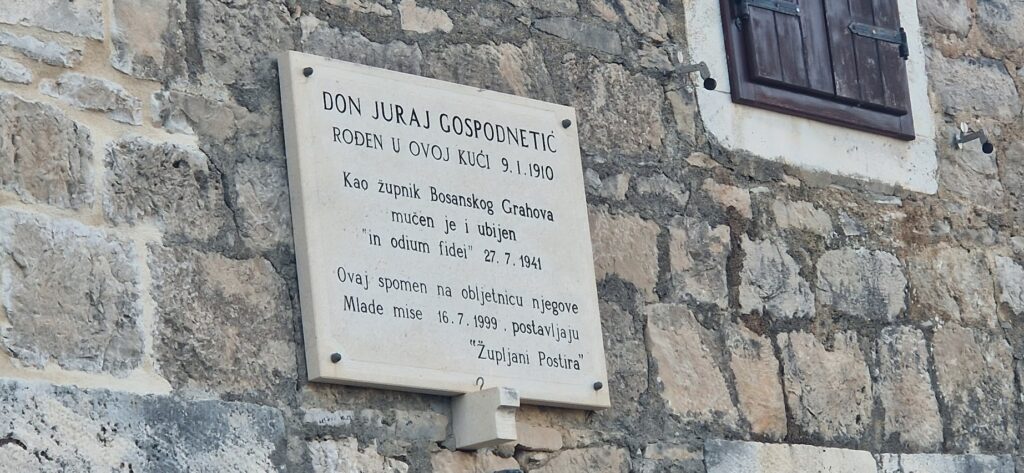 DON JURAJ GOSPODNETIĆ
ROĐEN U OVOJ KUĆI 9.1.1910
Kao župnik Bosanskog Grahova
mučen je i ubijen
"in odium fidei" 27.7.1941
Ovaj spomen na obljetnicu njegove
Mlade mise 16.7.1999. postavljaju
"Župljani Postira"